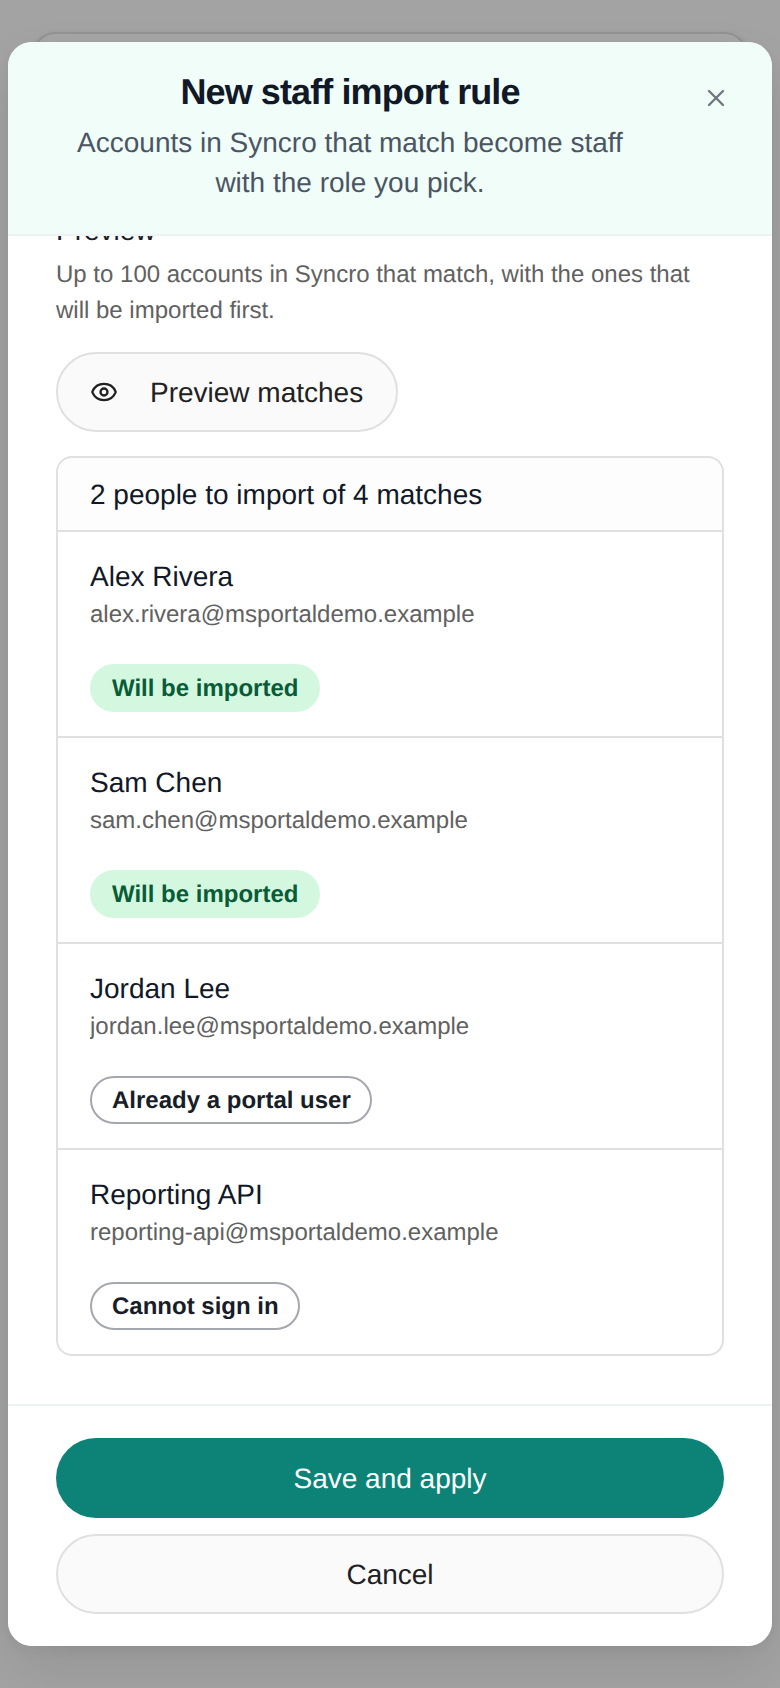 New staff import rule
Accounts in Syncro that match become staff
with the role you pick.
Preview
Up to 100 accounts in Syncro that match, with the ones that
will be imported first.
Preview matches
2 people to import of 4 matches
Alex Rivera
alex.rivera@msportaldemo.example
Will be imported
Sam Chen
sam.chen@msportaldemo.example
Will be imported
Jordan Lee
jordan.lee@msportaldemo.example
Already a portal user
Reporting API
reporting-api@msportaldemo.example
Cannot sign in
Save and apply
Cancel